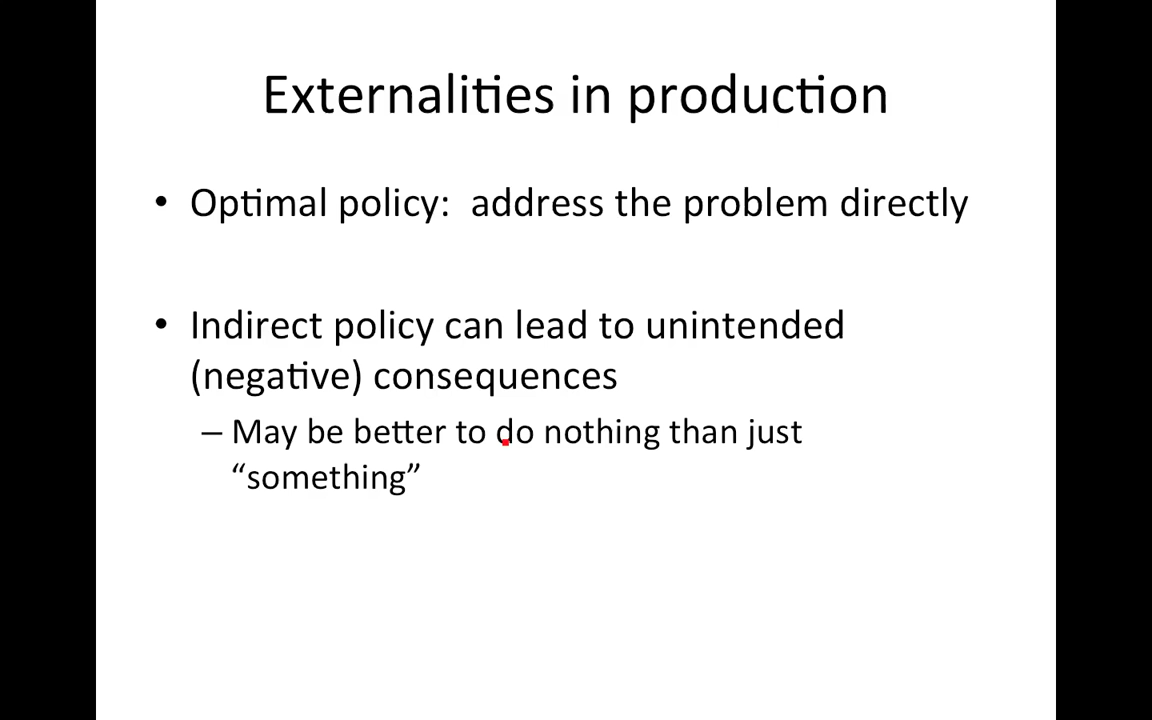 Externalities in production
• Optimal policy:  address the problem directly
• Indirect policy can lead to unintended
(negative) consequences
– May be better to do nothing than just
“something”